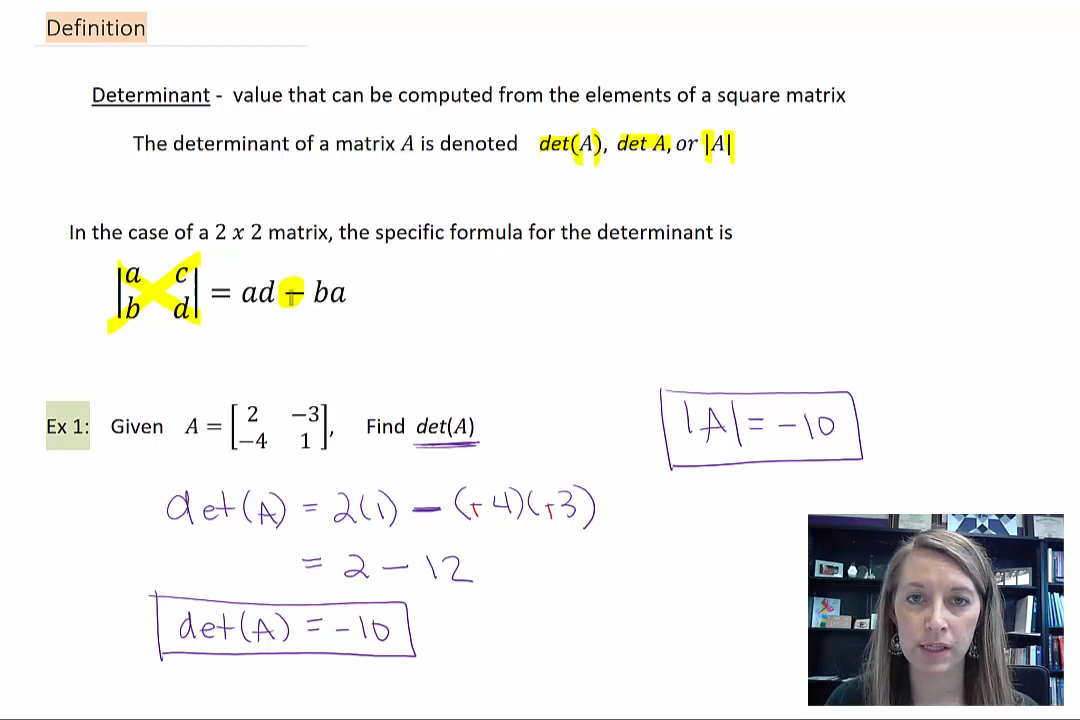 Definition
Determinant - value that can be computed from the elements of a square matrix
The determinant of a matrix A is denoted det(A), det A, or |A|
In the case of a 2 x 2 matrix, the specific formula for the determinant is
|a c|
|b d| = ad − ba
Ex 1: Given A = [2 −3; −4 1], Find det(A)
|A| = -10
det(A) = 2(1) − (+4)(+3)
= 2 − 12
det(A) = -10